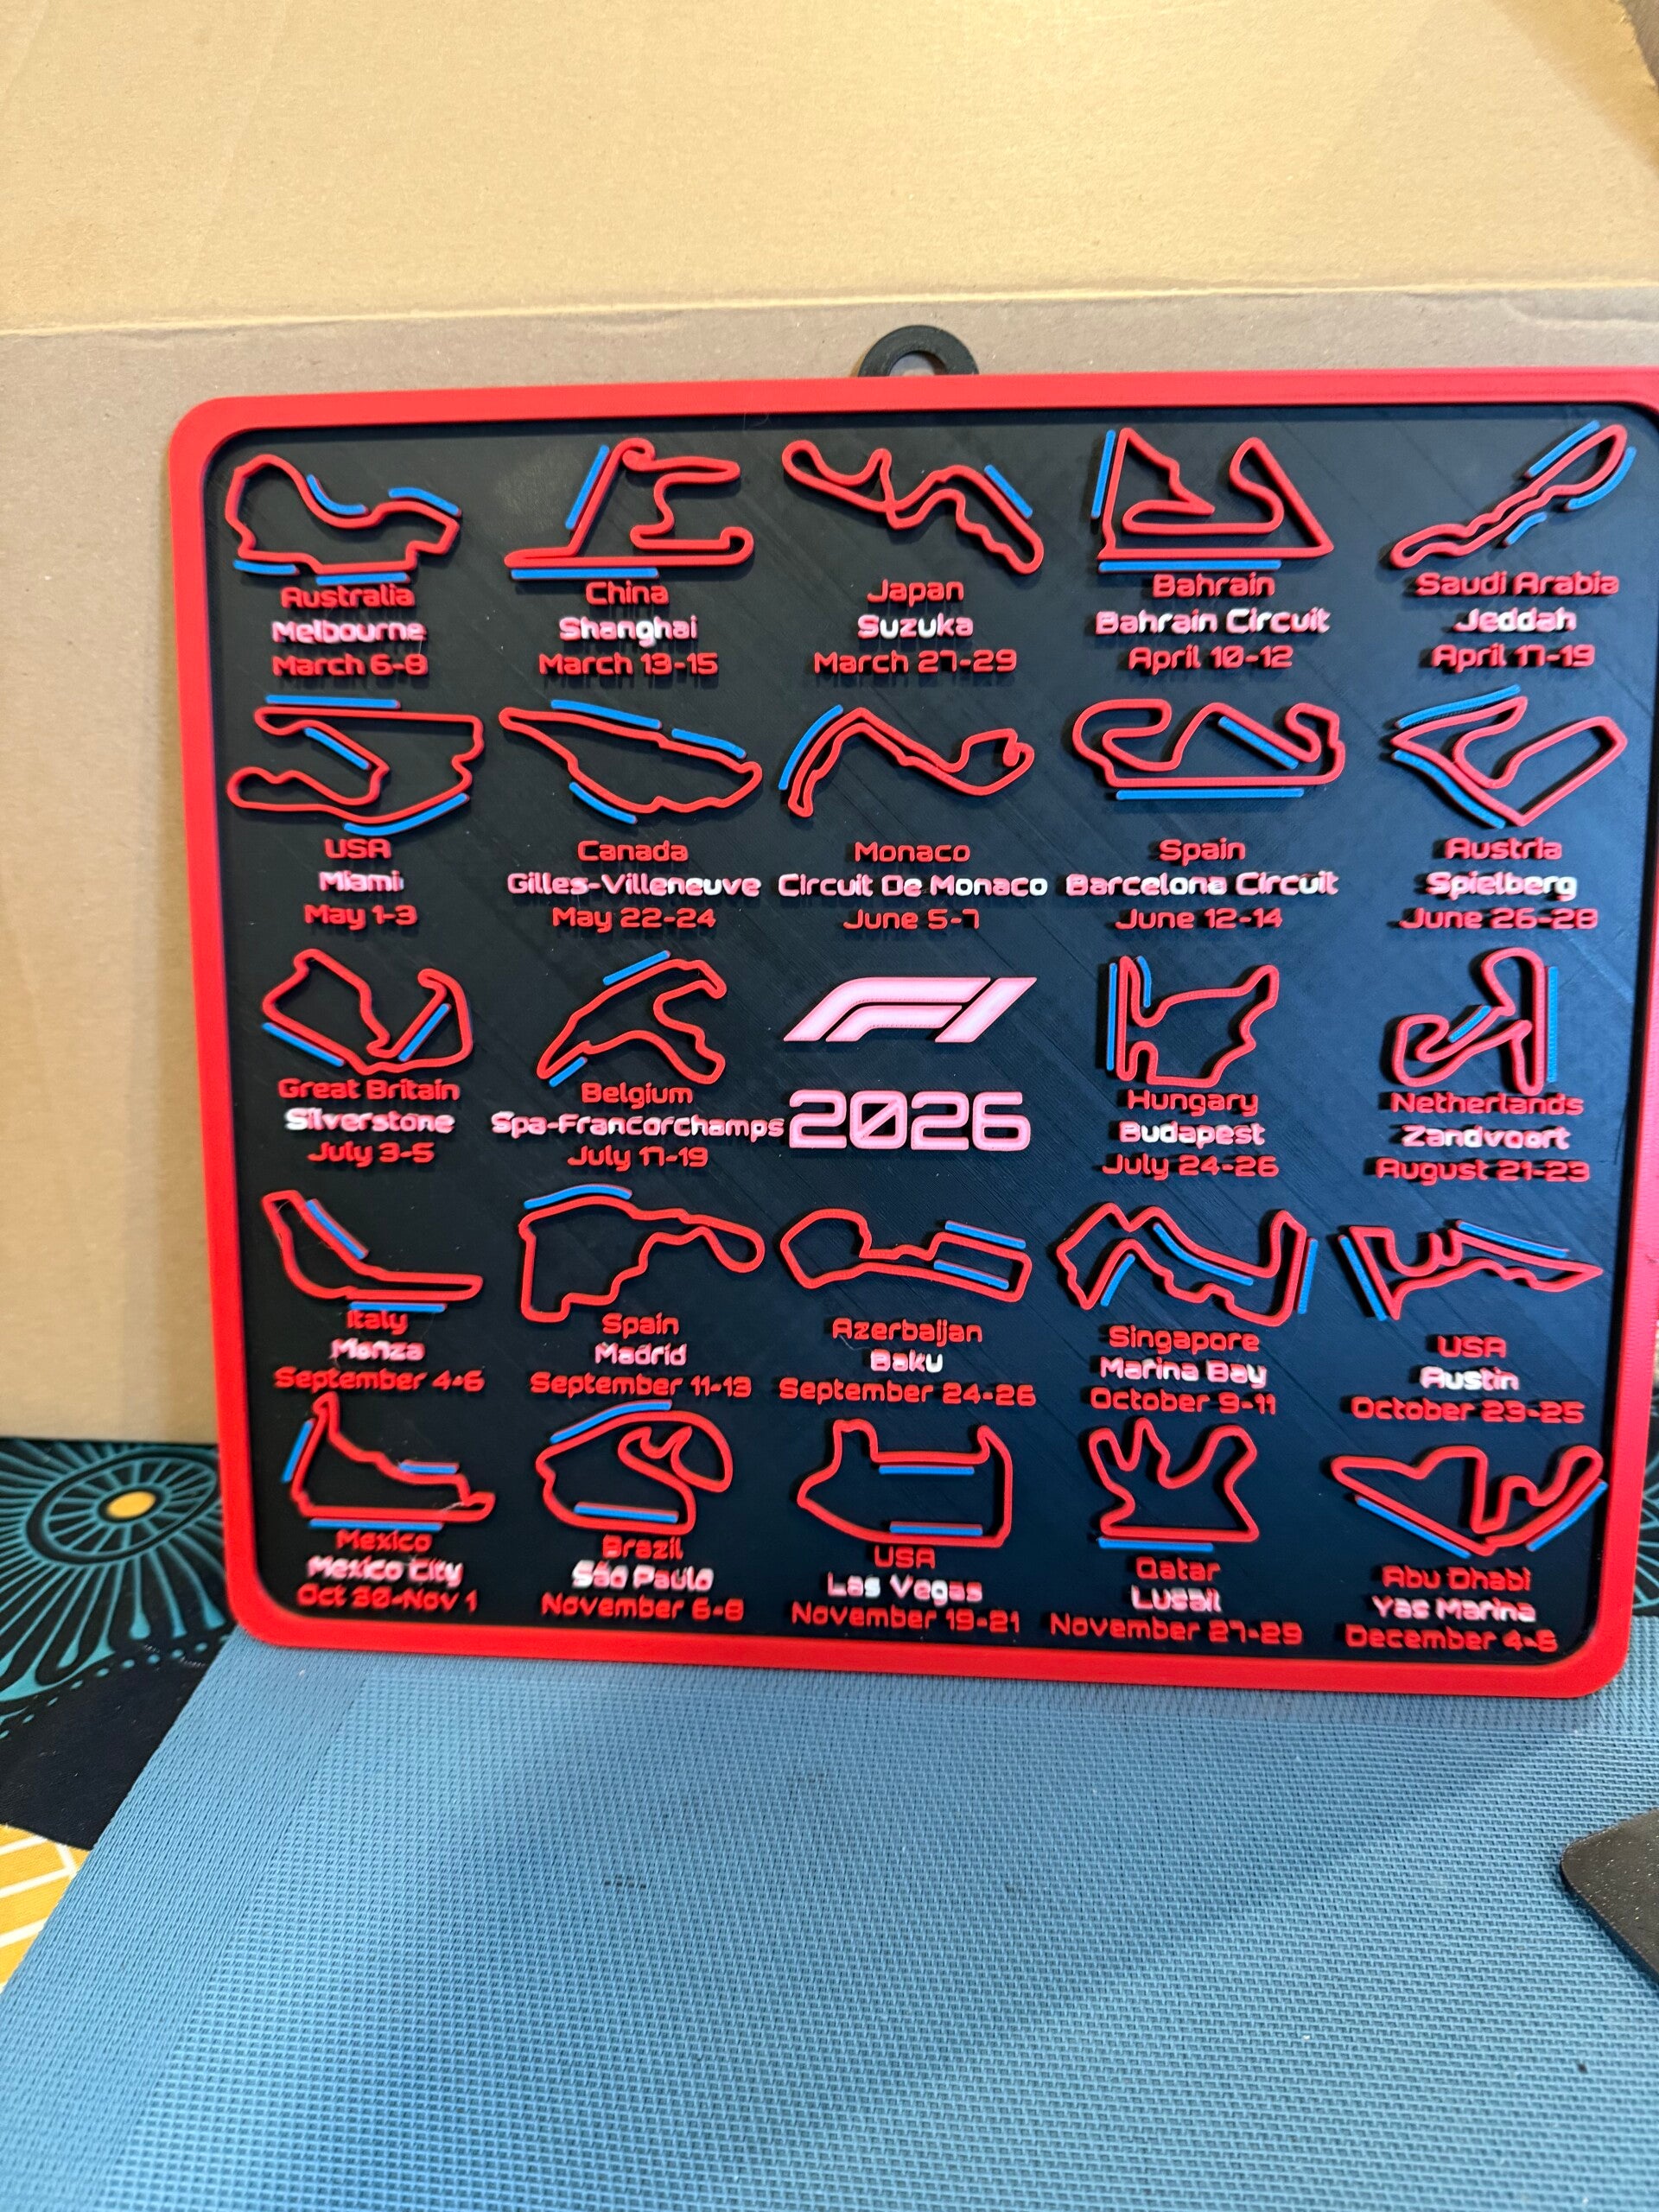 Australia
Melbourne
March 6-8
China
Shanghai
March 13-15
Japan
Suzuka
March 27-29
Bahrain
Bahrain Circuit
April 10-12
Saudi Arabia
Jeddah
April 17-19
USA
Miami
May 1-3
Canada
Gilles-Villeneuve
May 22-24
Monaco
Circuit De Monaco
June 5-7
Spain
Barcelona Circuit
June 12-14
Austria
Spielberg
June 26-28
Great Britain
Silverstone
July 3-5
Belgium
Spa-Francorchamps
July 17-19
F1
2026
Hungary
Budapest
July 24-26
Netherlands
Zandvoort
August 21-23
Italy
Monza
September 4-6
Spain
Madrid
September 11-13
Azerbaijan
Baku
September 24-26
Singapore
Marina Bay
October 9-11
USA
Austin
October 23-25
Mexico
Mexico City
Oct 30-Nov 1
Brazil
São Paulo
November 6-8
USA
Las Vegas
November 19-21
Qatar
Lusail
November 27-29
Abu Dhabi
Yas Marina
December 4-6